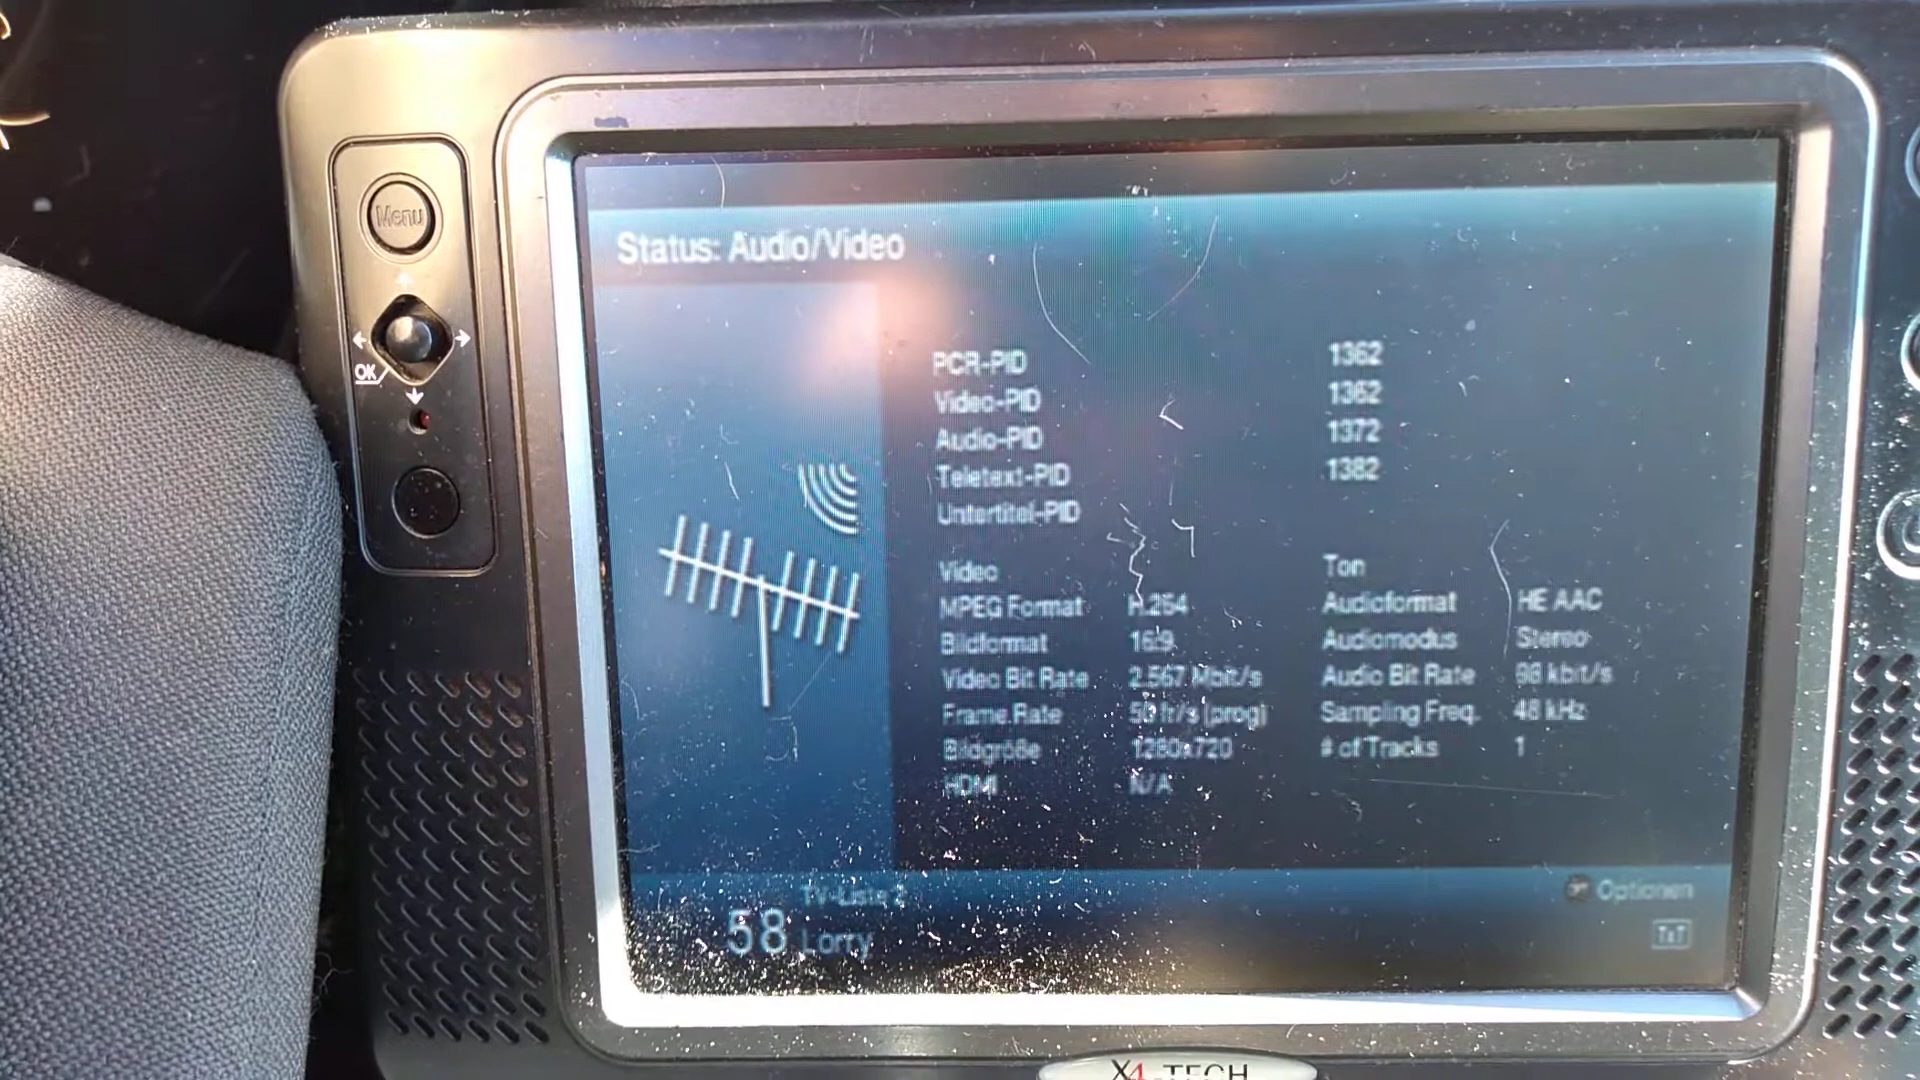 Menu
OK
Status: Audio/Video
PCR-PID 1362
Video-PID 1362
Audio-PID 1372
Teletext-PID 1382
Untertitel-PID
Video Ton
MPEG Format H.264 Audioformat HE AAC
Bildformat 16:9 Audiomodus Stereo
Video Bit Rate 2.567 Mbit/s Audio Bit Rate kbit/s
Frame Rate 50 fr/s (prog) Sampling Freq. 48 kHz
Bildgröße 1280x720 # of Tracks 1
HDMI N/A
TV-Liste 2
58 Lorry
Optionen
TxT
X4-TECH